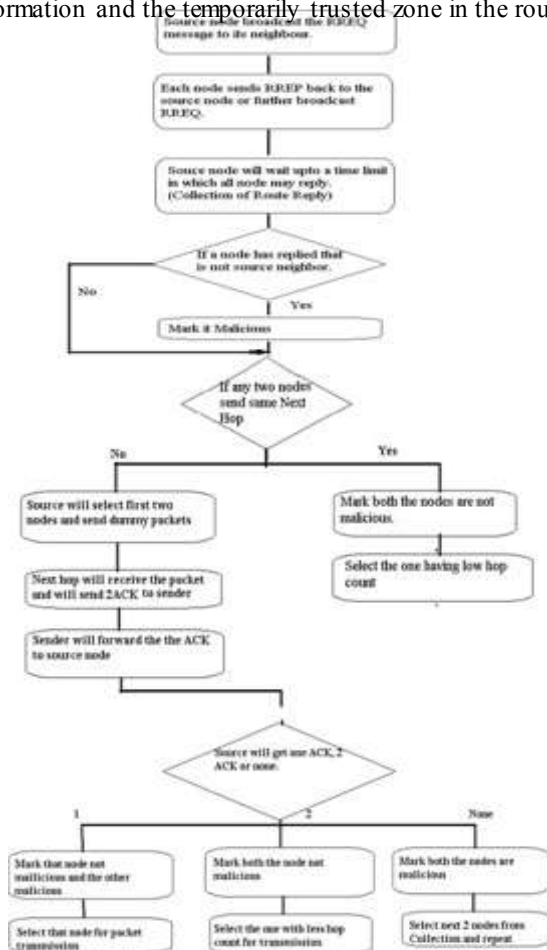 ormation and the temporarily trusted zone in the rou
Source node broadcast the RREQ
message to its neighbour.
Each node sends RREP back to the
source node or further broadcast
RREQ.
Souce node will wait upto a time limit
in which all node may reply.
(Collection of Route Reply)
If a node has replied that
is not source neighbor.
No
Yes
Mark it Malicious
If any two nodes
send same Next
Hop
No
Yes
Source will select first two
nodes and send dummy packets
Mark both the nodes are not
malicious.
Next hop will receive the packet
and will send 2ACK to sender
Select the one having low hop
count
Sender will forward the the ACK
to source node
Source will get one ACK, 2
ACK or none.
1
2
None
Mark that node not
malicious and the other
malicious
Mark both the node not
malicious
Mark both the nodes are
malicious
Select that node for packet
transmission
Select the one with less hop
count for transmission
Select next 2 nodes from
Collection and repeat